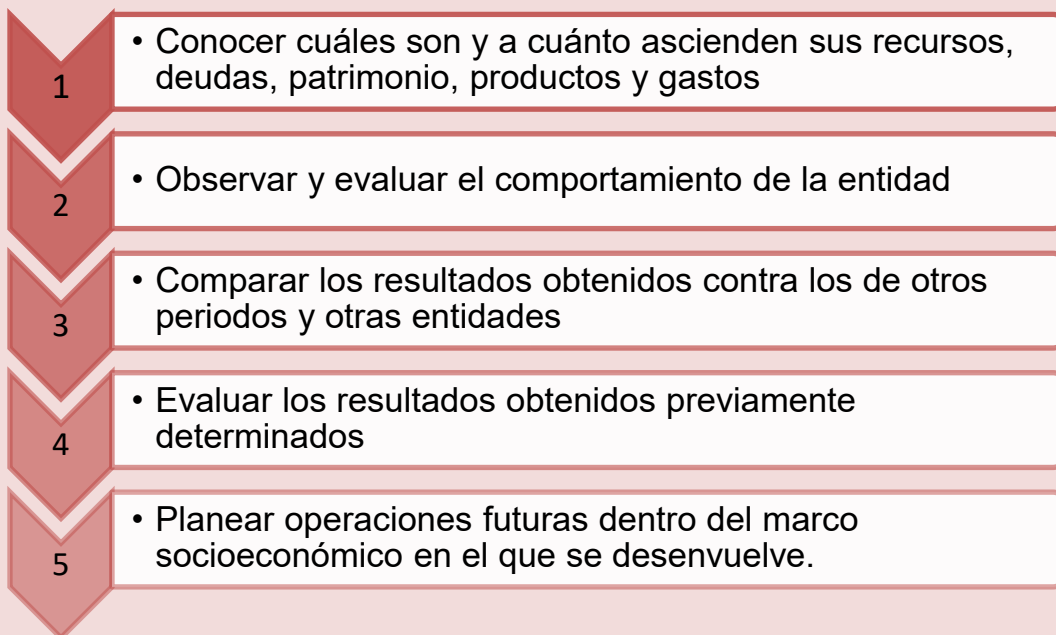 1
• Conocer cuáles son y a cuánto ascienden sus recursos,
deudas, patrimonio, productos y gastos
2
• Observar y evaluar el comportamiento de la entidad
3
• Comparar los resultados obtenidos contra los de otros
periodos y otras entidades
4
• Evaluar los resultados obtenidos previamente
determinados
5
• Planear operaciones futuras dentro del marco
socioeconómico en el que se desenvuelve.